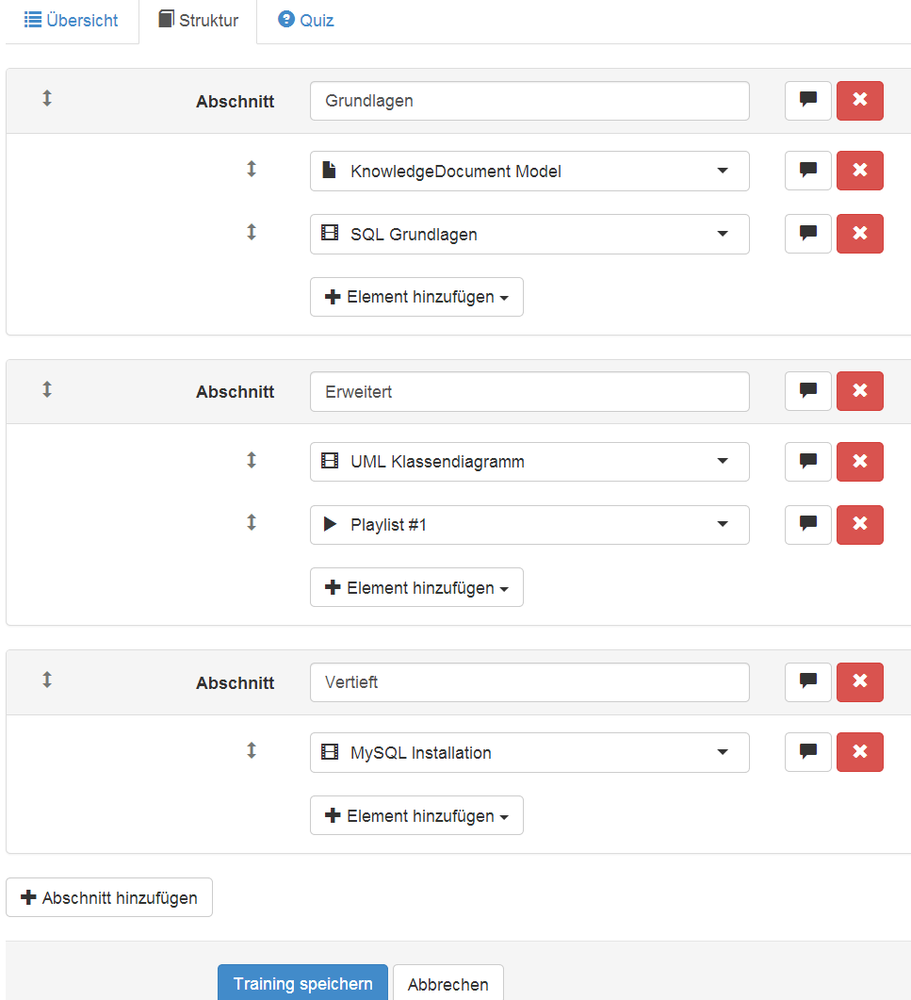 Übersicht Struktur Quiz
Abschnitt Grundlagen
KnowledgeDocument Model
SQL Grundlagen
Element hinzufügen
Abschnitt Erweitert
UML Klassendiagramm
Playlist #1
Element hinzufügen
Abschnitt Vertieft
MySQL Installation
Element hinzufügen
Abschnitt hinzufügen
Training speichern Abbrechen